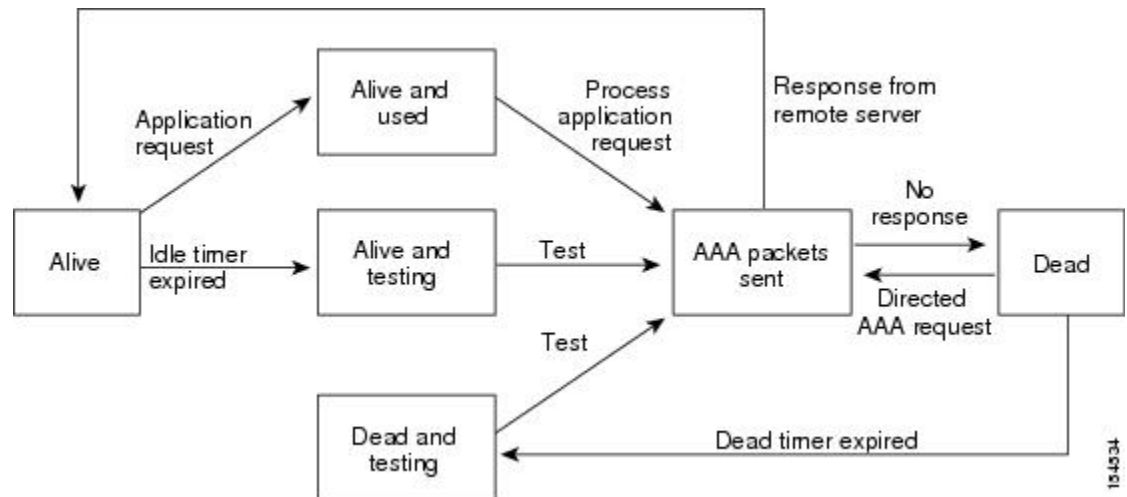 Alive and
used
Process
application
request
Response from
remote server
Application
request
No
response
Alive
Idle timer
expired
Alive and
testing
Test
AAA packets
sent
Dead
Directed
AAA request
Test
Dead and
testing
Dead timer expired
154534